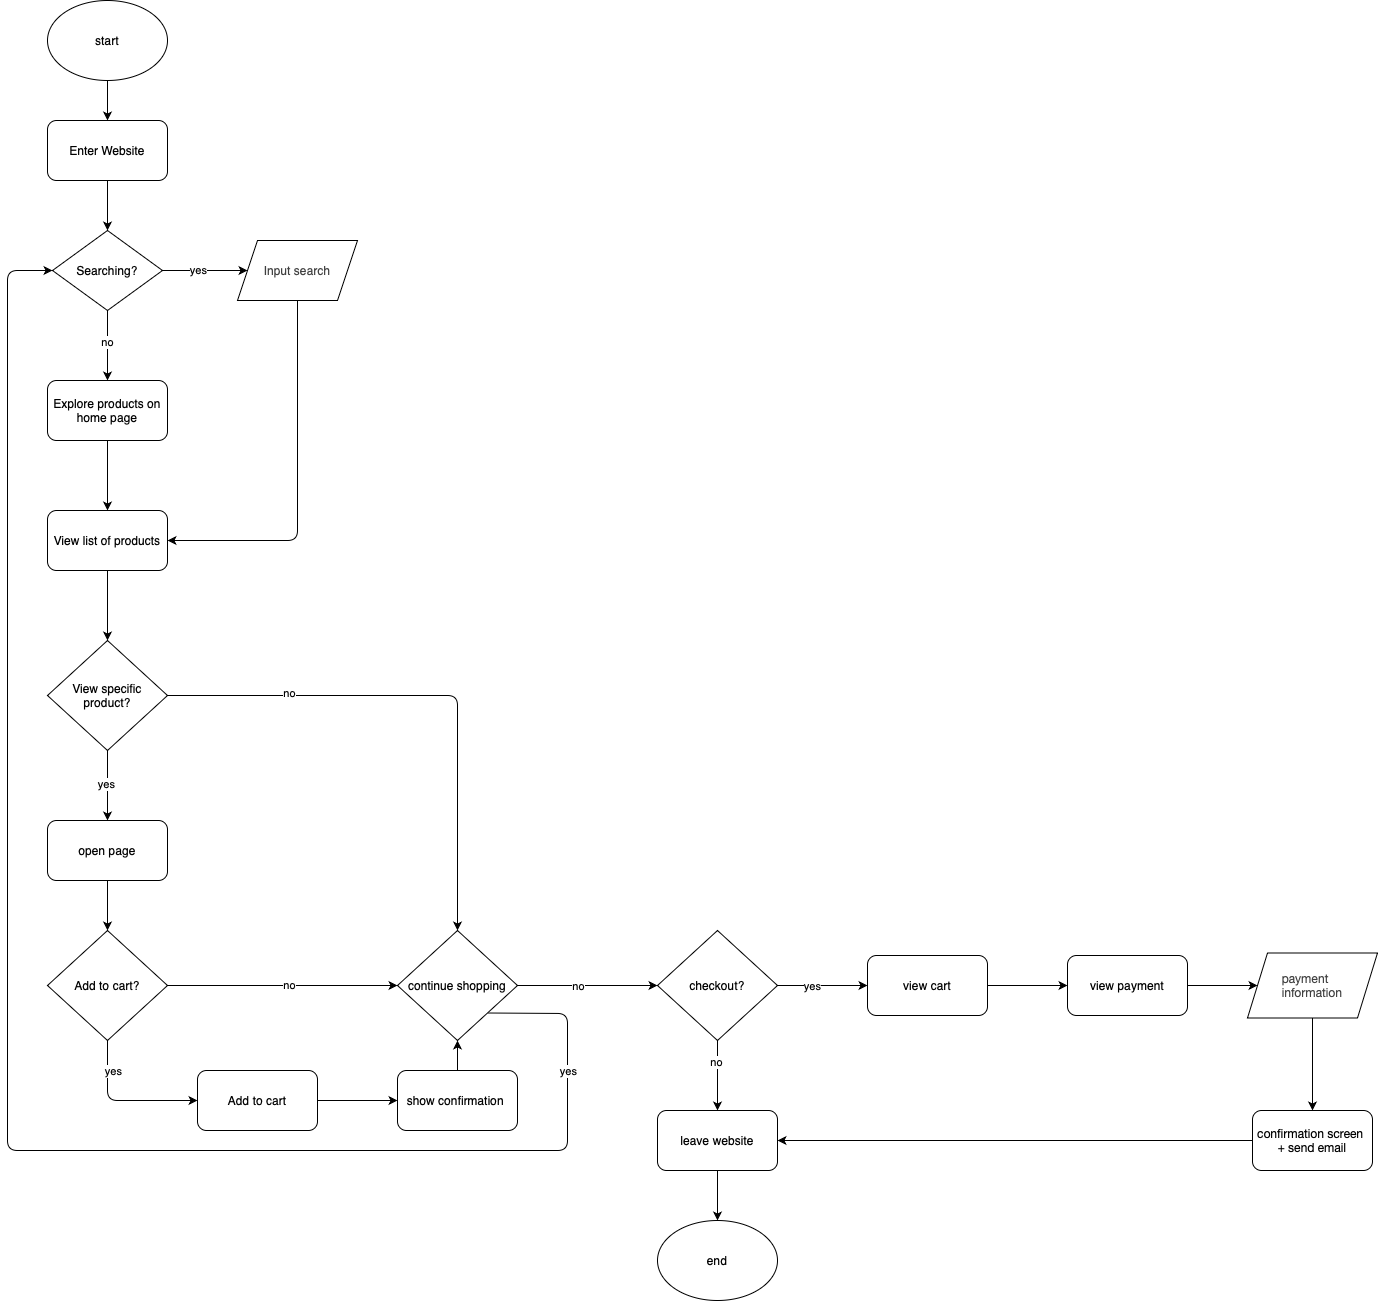 start
Enter Website
Searching?
yes
Input search
no
Explore products on
home page
View list of products
View specific
product?
no
yes
open page
Add to cart?
no
continue shopping
no
checkout?
yes
view cart
view payment
payment
information
yes
Add to cart
show confirmation
yes
no
leave website
confirmation screen
+ send email
end